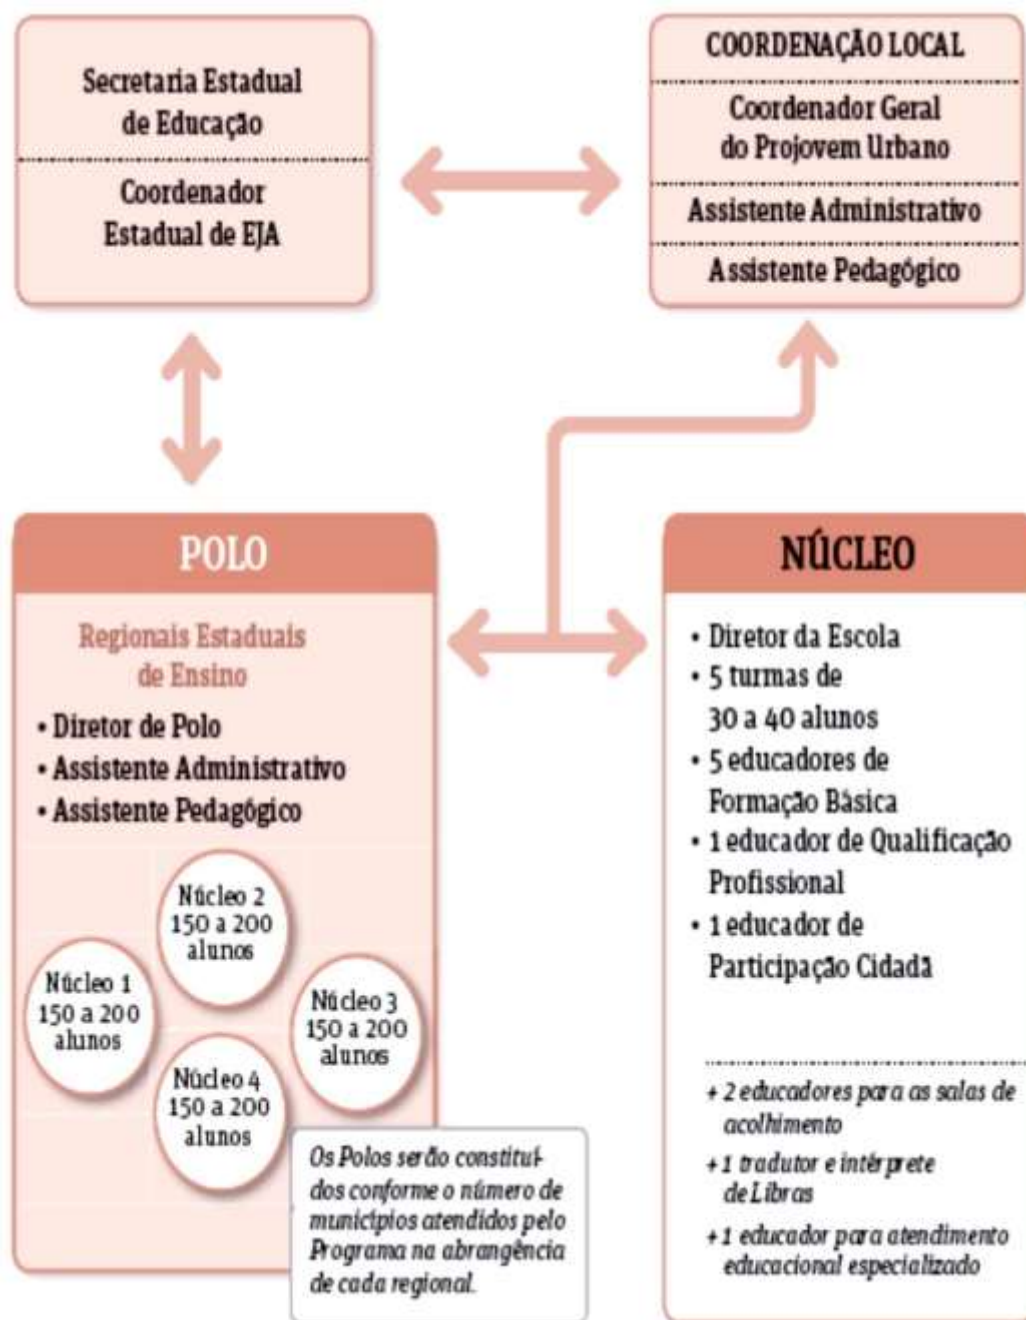 Secretaria Estadual
de Educação
Coordenador
Estadual de EJA
COORDENAÇÃO LOCAL
Coordenador Geral
do Projovem Urbano
Assistente Administrativo
Assistente Pedagógico
POLO
Regionais Estaduais
de Ensino
• Diretor de Polo
• Assistente Administrativo
• Assistente Pedagógico
Núcleo 1
150 a 200
alunos
Núcleo 2
150 a 200
alunos
Núcleo 3
150 a 200
alunos
Núcleo 4
150 a 200
alunos
Os Polos serão constituí-
dos conforme o número de
municípios atendidos pelo
Programa na abrangência
de cada regional.
NÚCLEO
• Diretor da Escola
• 5 turmas de
30 a 40 alunos
• 5 educadores de
Formação Básica
• 1 educador de Qualificação
Profissional
• 1 educador de
Participação Cidadã
+ 2 educadores para as salas de
acolhimento
+ 1 tradutor e intérprete
de Libras
+ 1 educador para atendimento
educacional especializado